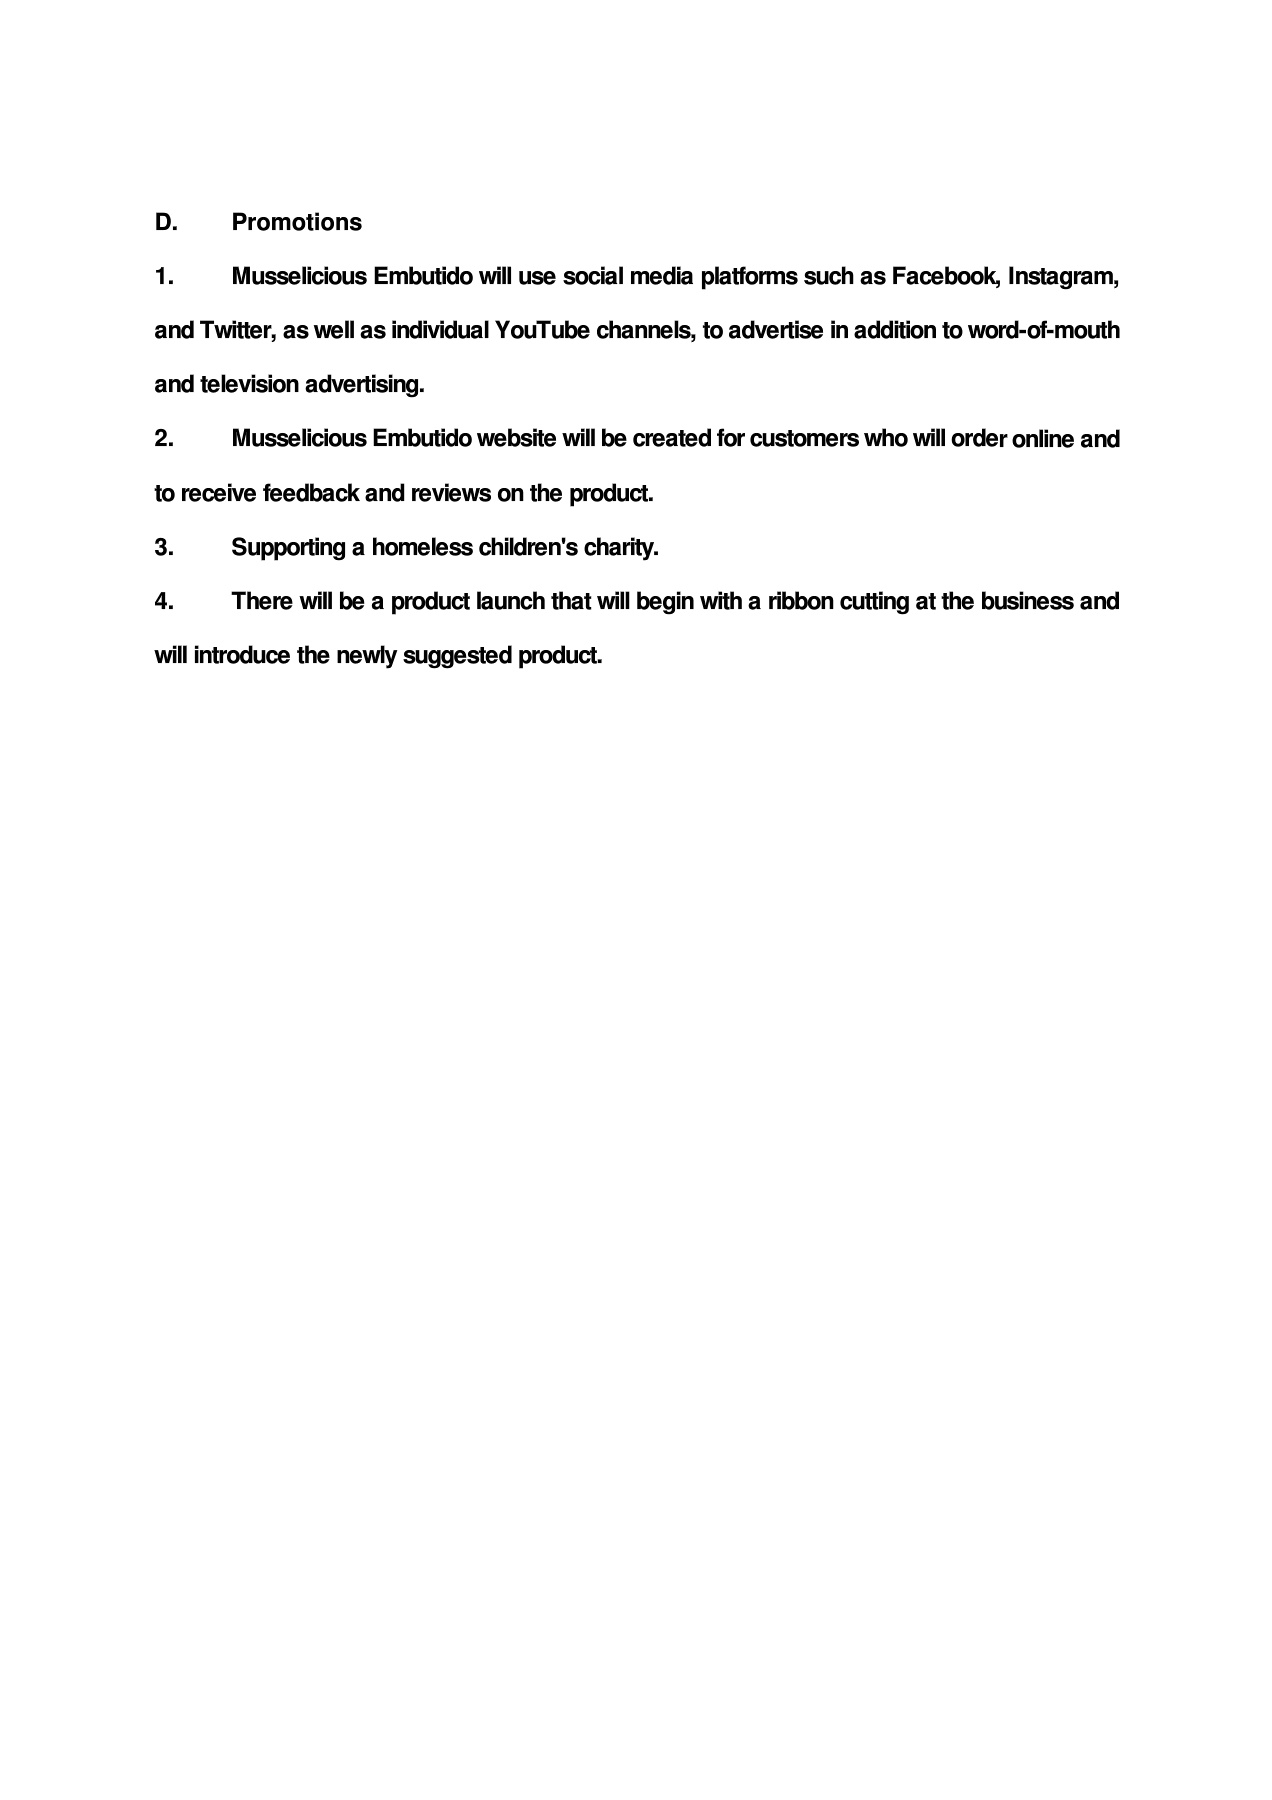 D. Promotions
1. Musselicious Embutido will use social media platforms such as Facebook, Instagram,
and Twitter, as well as individual YouTube channels, to advertise in addition to word-of-mouth
and television advertising.
2. Musselicious Embutido website will be created for customers who will order online and
to receive feedback and reviews on the product.
3. Supporting a homeless children's charity.
4. There will be a product launch that will begin with a ribbon cutting at the business and
will introduce the newly suggested product.